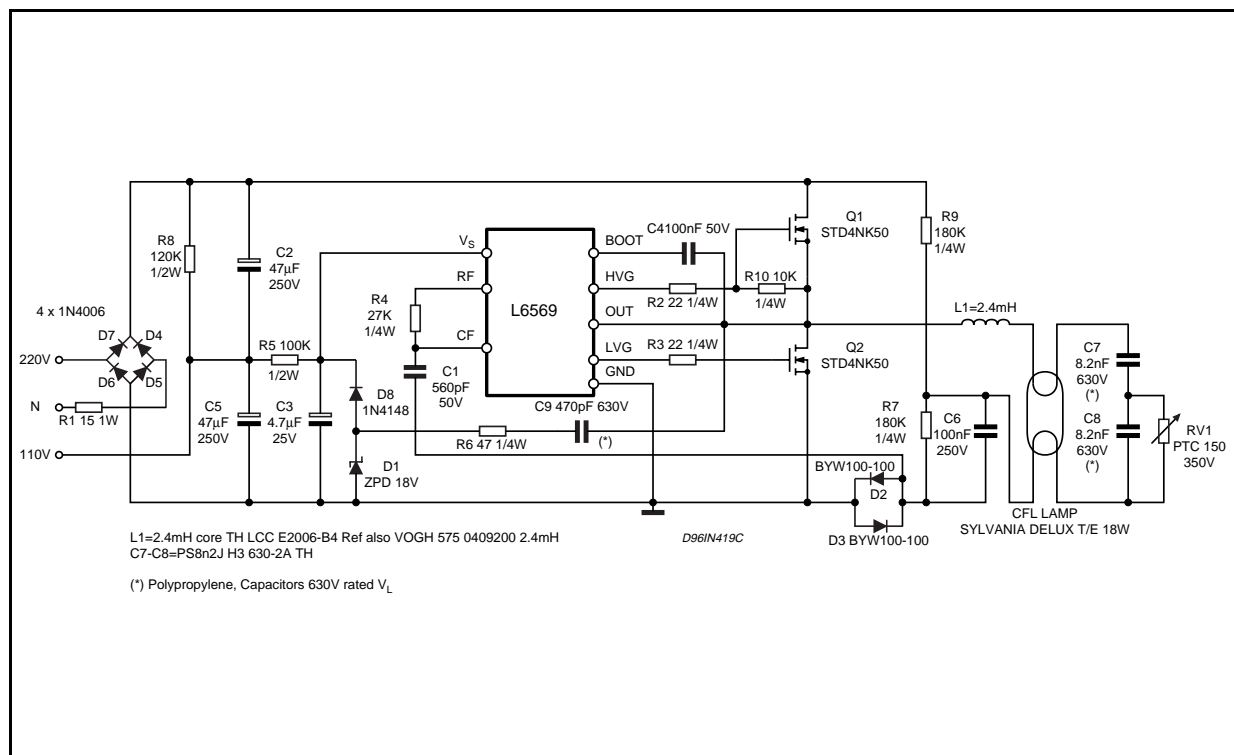 4 x 1N4006
D7
D4
D6
D5
220V
N
R1 15 1W
110V
R8
120K
1/2W
C2
47µF
250V
R5 100K
1/2W
C5
47µF
250V
C3
4.7µF
25V
D8
1N4148
D1
ZPD 18V
R4
27K
1/4W
C1
560pF
50V
VS
RF
CF
L6569
BOOT
HVG
OUT
LVG
GND
C4100nF 50V
R2 22 1/4W
R10 10K
1/4W
R3 22 1/4W
C9 470pF 630V
(*)
R6 47 1/4W
Q1
STD4NK50
Q2
STD4NK50
R9
180K
1/4W
L1=2.4mH
R7
180K
1/4W
C6
100nF
250V
BYW100-100
D2
D3 BYW100-100
C7
8.2nF
630V
(*)
C8
8.2nF
630V
(*)
RV1
PTC 150
350V
CFL LAMP
SYLVANIA DELUX T/E 18W
D96IN419C
L1=2.4mH core TH LCC E2006-B4 Ref also VOGH 575 0409200 2.4mH
C7-C8=PS8n2J H3 630-2A TH
(*) Polypropylene, Capacitors 630V rated VL